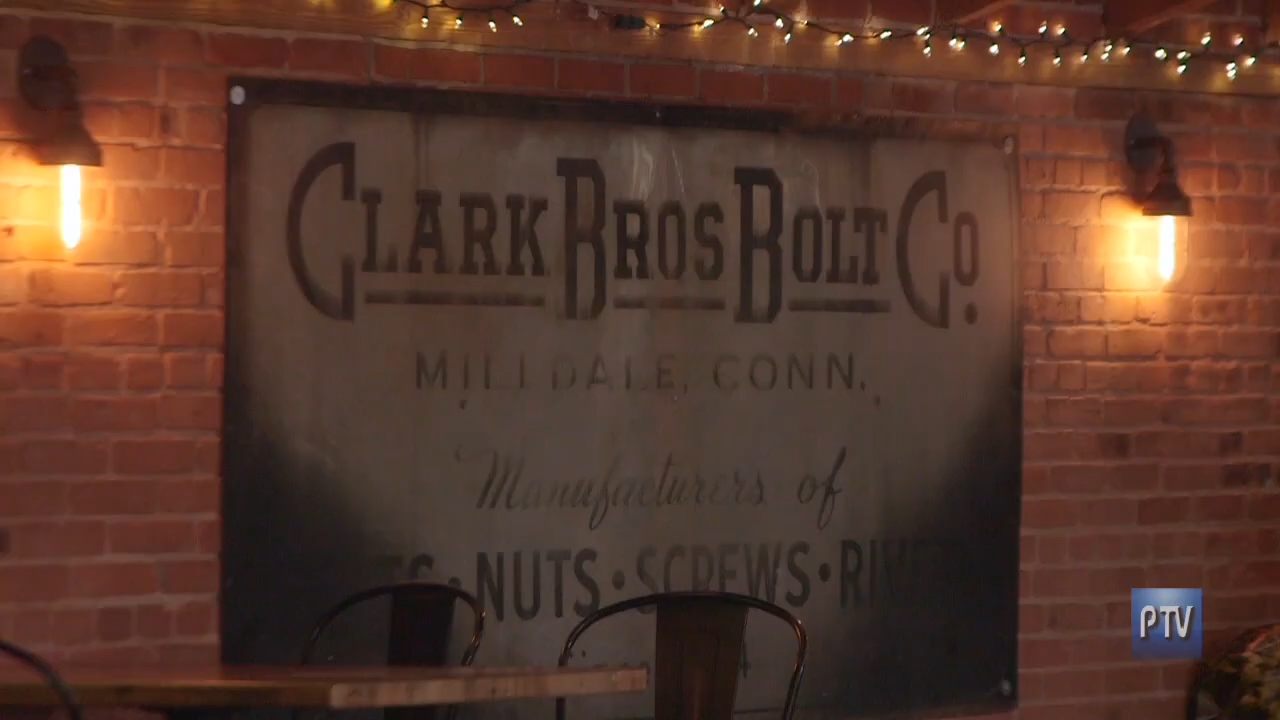 CLARK BROS BOLT CO.
MILLDALE, CONN.
Manufacturers of
NUTS • SCREWS •
PTV